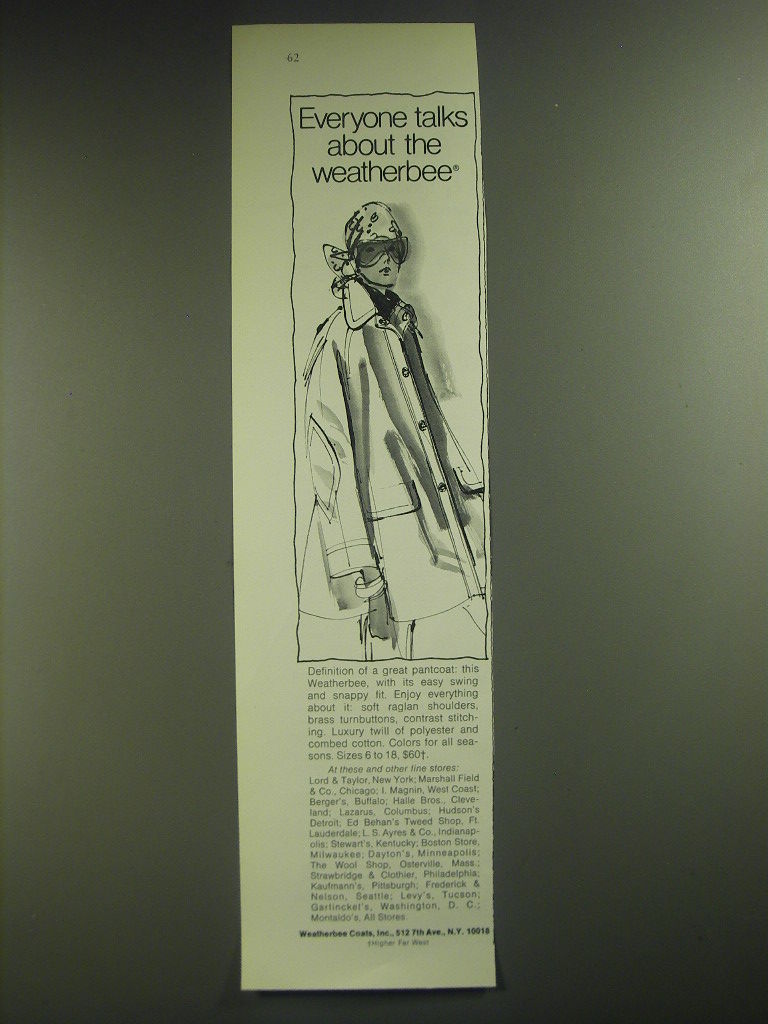 62
Everyone talks
about the
weatherbee®
Definition of a great pantcoat: this
Weatherbee, with its easy swing
and snappy fit. Enjoy everything
about it: soft raglan shoulders,
brass turnbuttons, contrast stitch-
ing. Luxury twill of polyester and
combed cotton. Colors for all sea-
sons. Sizes 6 to 18, $60†.
At these and other fine stores:
Lord & Taylor, New York; Marshall Field
& Co., Chicago; I. Magnin, West Coast;
Berger's, Buffalo; Halle Bros., Cleve-
land; Lazarus, Columbus; Hudson's
Detroit; Ed Behan's Tweed Shop, Ft.
Lauderdale; L. S. Ayres & Co., Indianap-
olis; Stewart's, Kentucky; Boston Store,
Milwaukee; Dayton's, Minneapolis;
The Wool Shop, Osterville, Mass.;
Strawbridge & Clothier, Philadelphia;
Kaufmann's, Pittsburgh; Frederick &
Nelson, Seattle; Levy's, Tucson;
Garfinckel's, Washington, D. C.;
Montaldo's, All Stores.
Weatherbee Coats, Inc., 512 7th Ave., N.Y. 10018
†Higher Far West